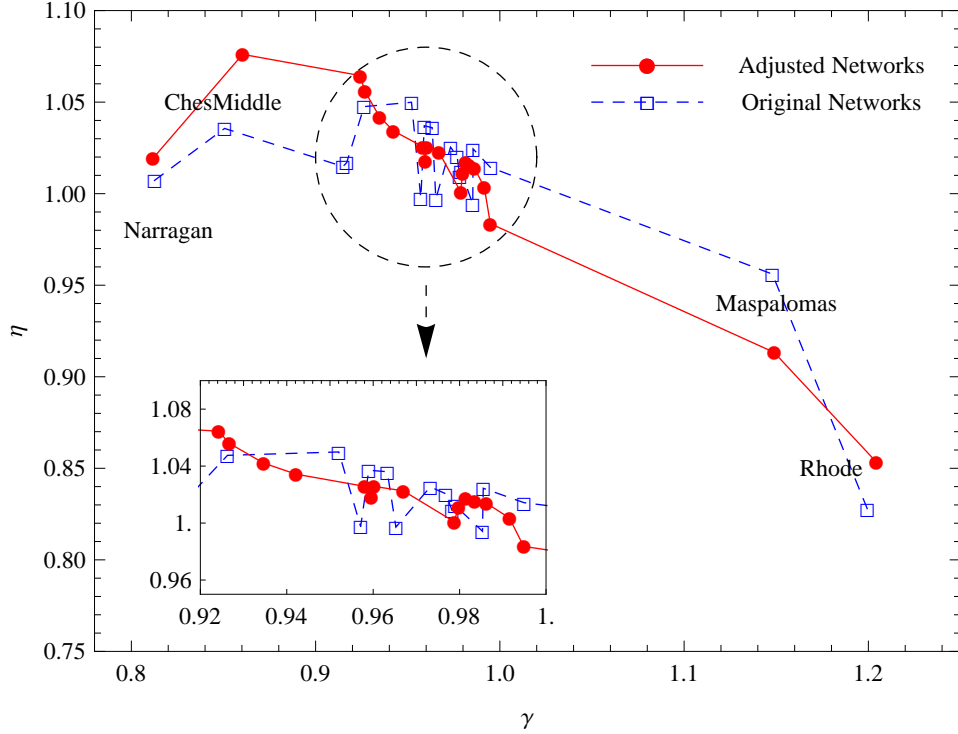 1.10
1.05
1.00
0.95
0.90
0.85
0.80
0.75
η
Adjusted Networks
Original Networks
ChesMiddle
Narragan
Maspalomas
Rhode
1.08
1.04
1.
0.96
0.92 0.94 0.96 0.98 1.
0.8 0.9 1.0 1.1 1.2
γ